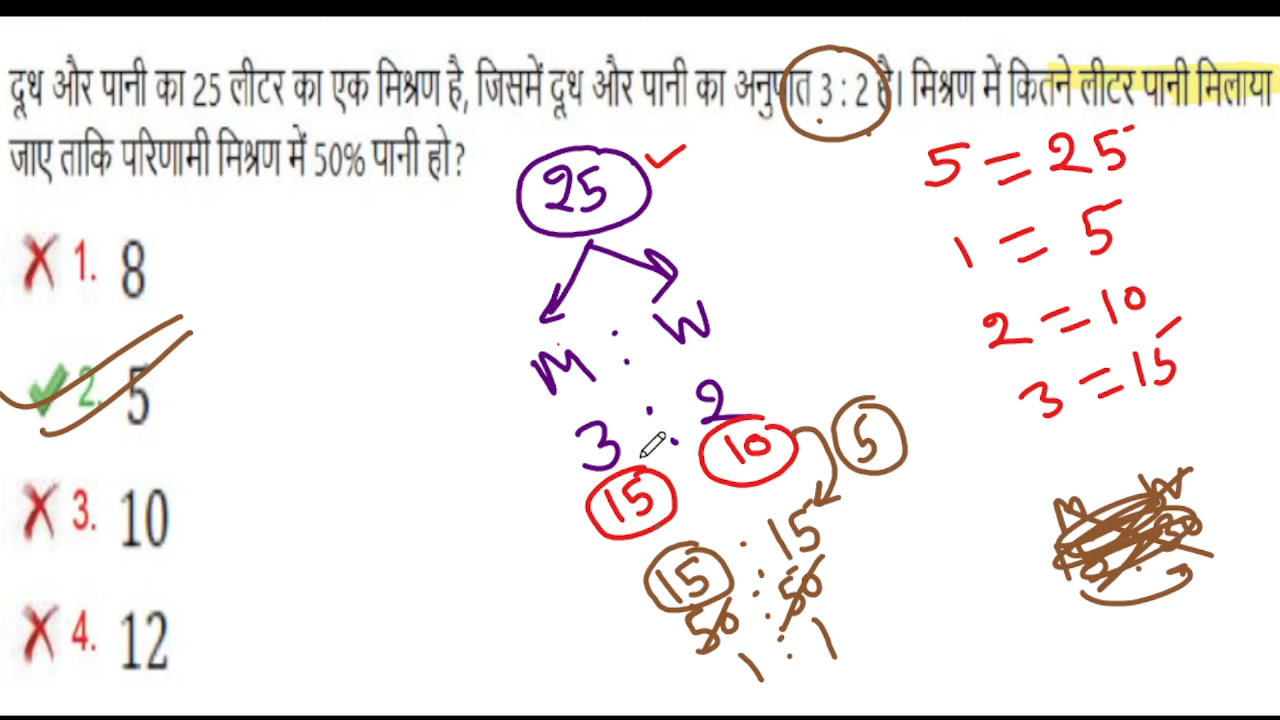 दूध और पानी का 25 लीटर का एक मिश्रण है, जिसमें दूध और पानी का अनुपात 3 : 2 है। मिश्रण में कितने लीटर पानी मिलाया
जाए ताकि परिणामी मिश्रण में 50% पानी हो?
1. 8
2. 5
3. 10
4. 12
25
M : W
3 : 2
15 : 10
5
15 : 15
50 : 50
1 : 1
5 = 25
1 = 5
2 = 10
3 = 15